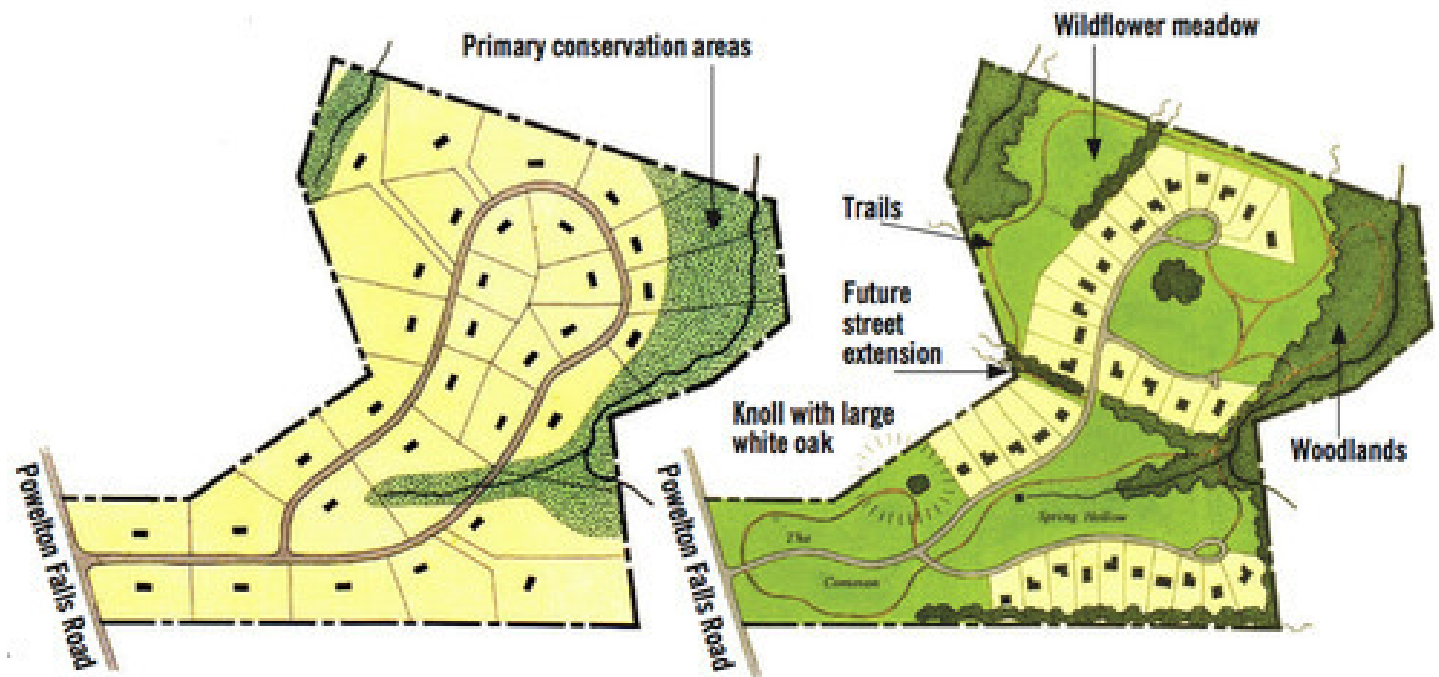 Primary conservation areas
Powelton Falls Road
Wildflower meadow
Trails
Future
street
extension
Knoll with large
white oak
Woodlands
Spring Hollow
The
Common
Powelton Falls Road